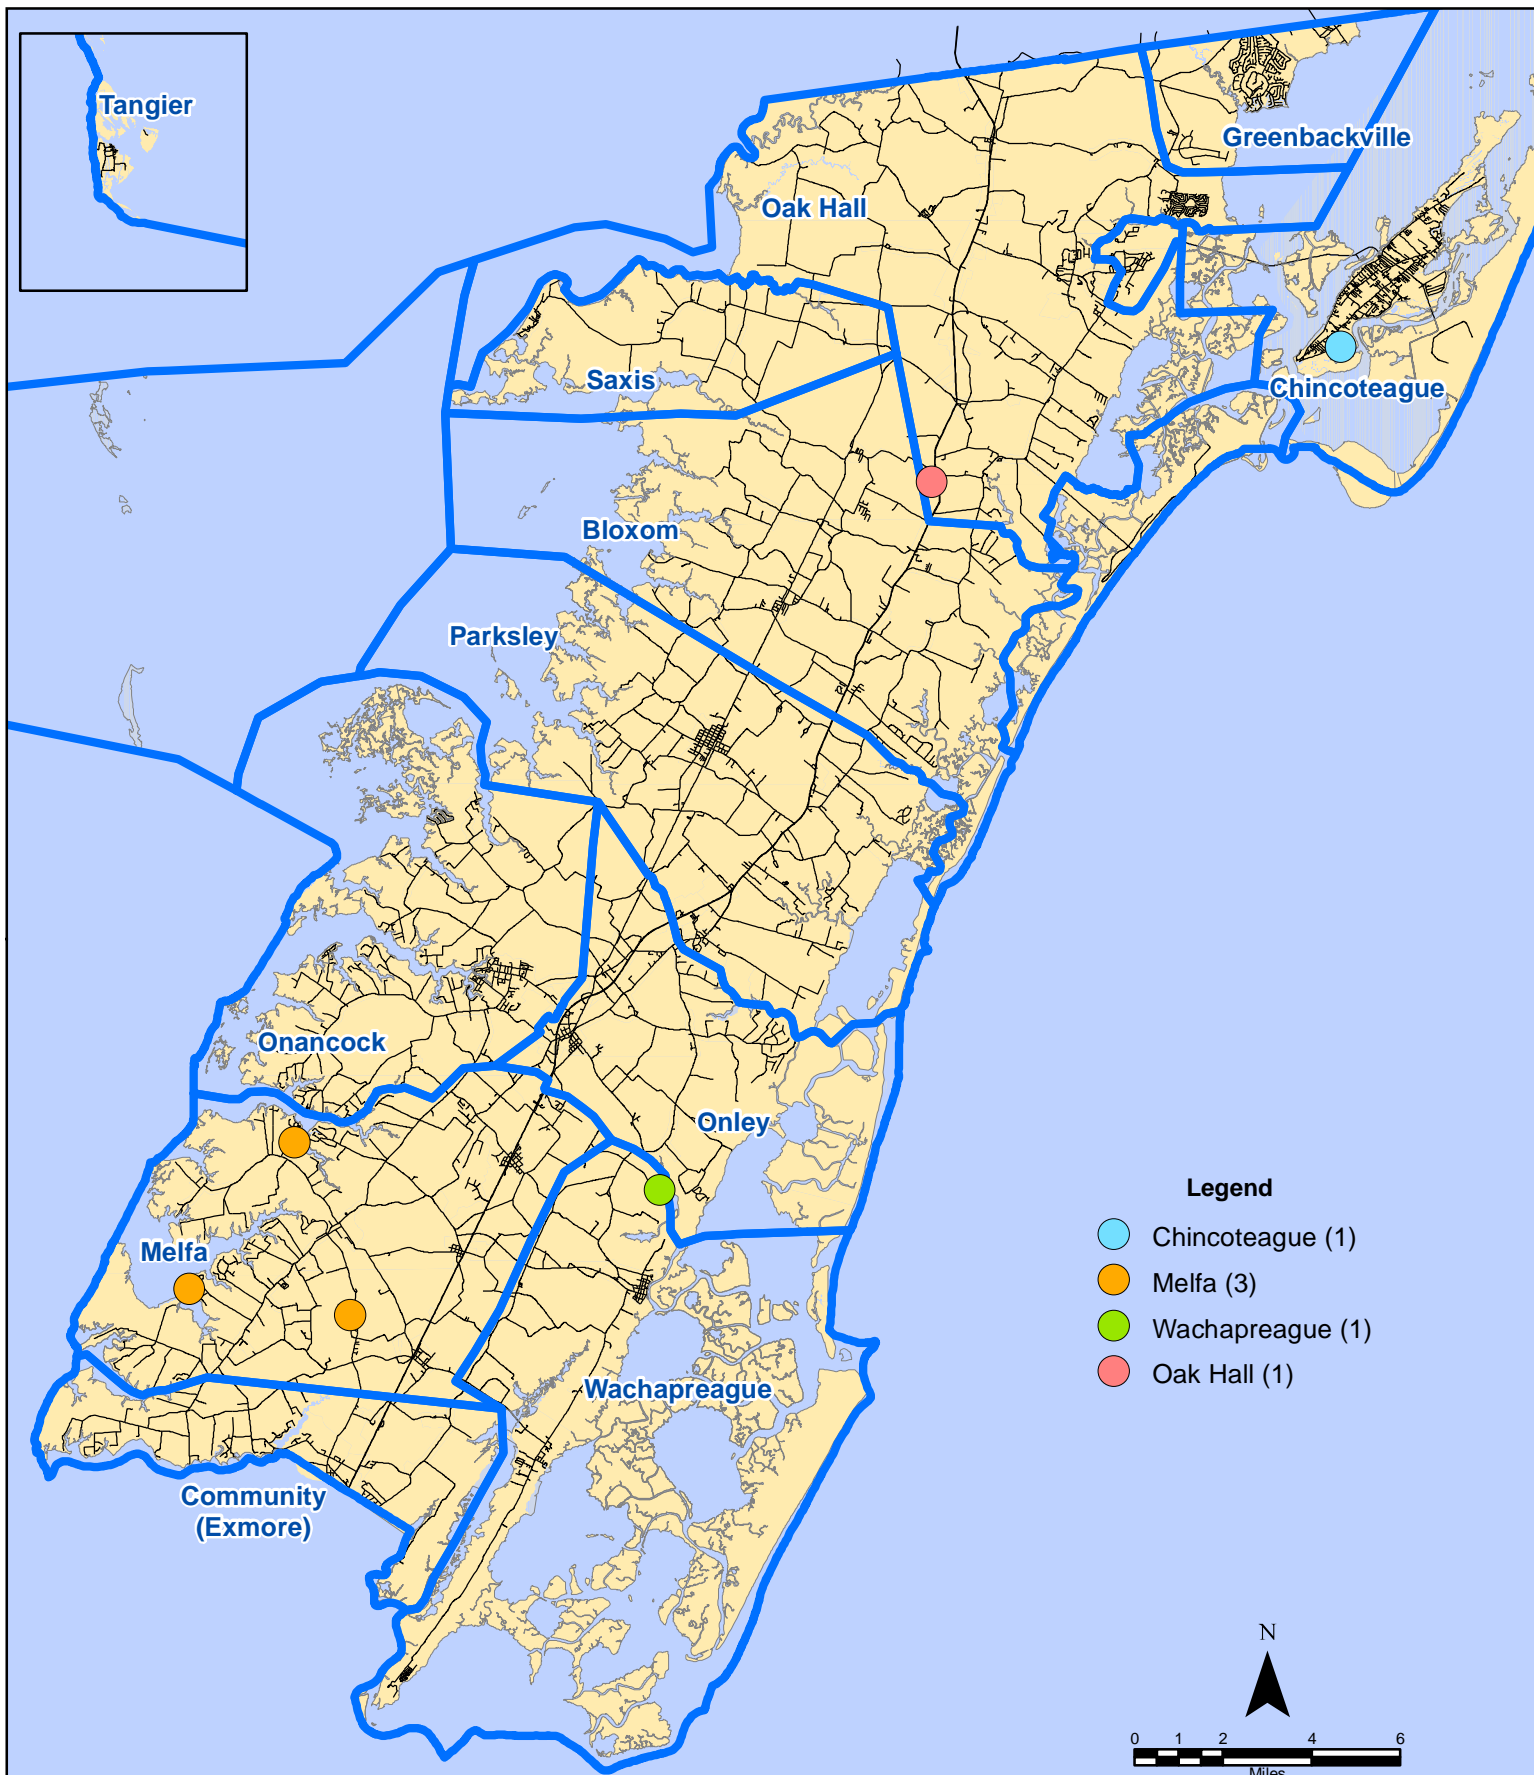 Tangier
Greenbackville
Oak Hall
Saxis
Chincoteague
Bloxom
Parksley
Onancock
Onley
Melfa
Wachapreague
Community
(Exmore)
Legend
Chincoteague (1)
Melfa (3)
Wachapreague (1)
Oak Hall (1)
N
0 1 2 4 6
Miles